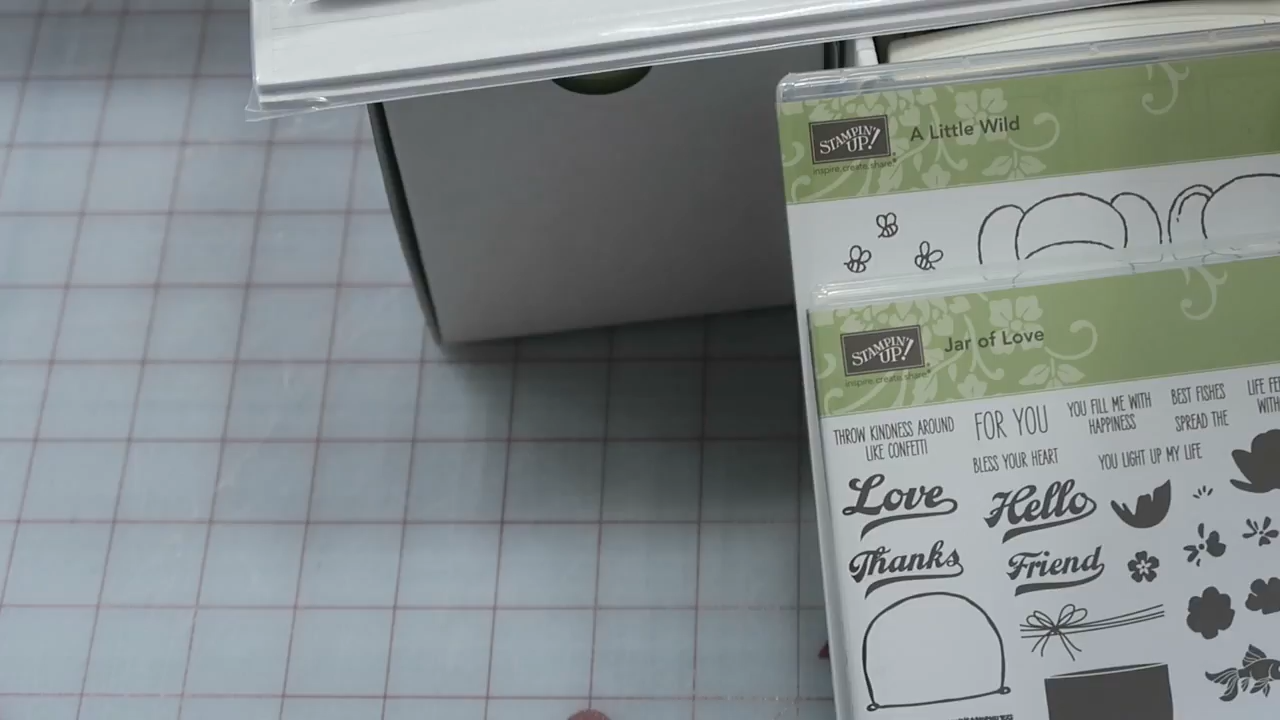 STAMPIN' UP!
inspire.create.share.
A Little Wild
STAMPIN' UP!
inspire.create.share.
Jar of Love
THROW KINDNESS AROUND
LIKE CONFETTI
FOR YOU
YOU FILL ME WITH
HAPPINESS
BEST FISHES
SPREAD THE
BLESS YOUR HEART
YOU LIGHT UP MY LIFE
LIFE
Love
Hello
Thanks
Friend